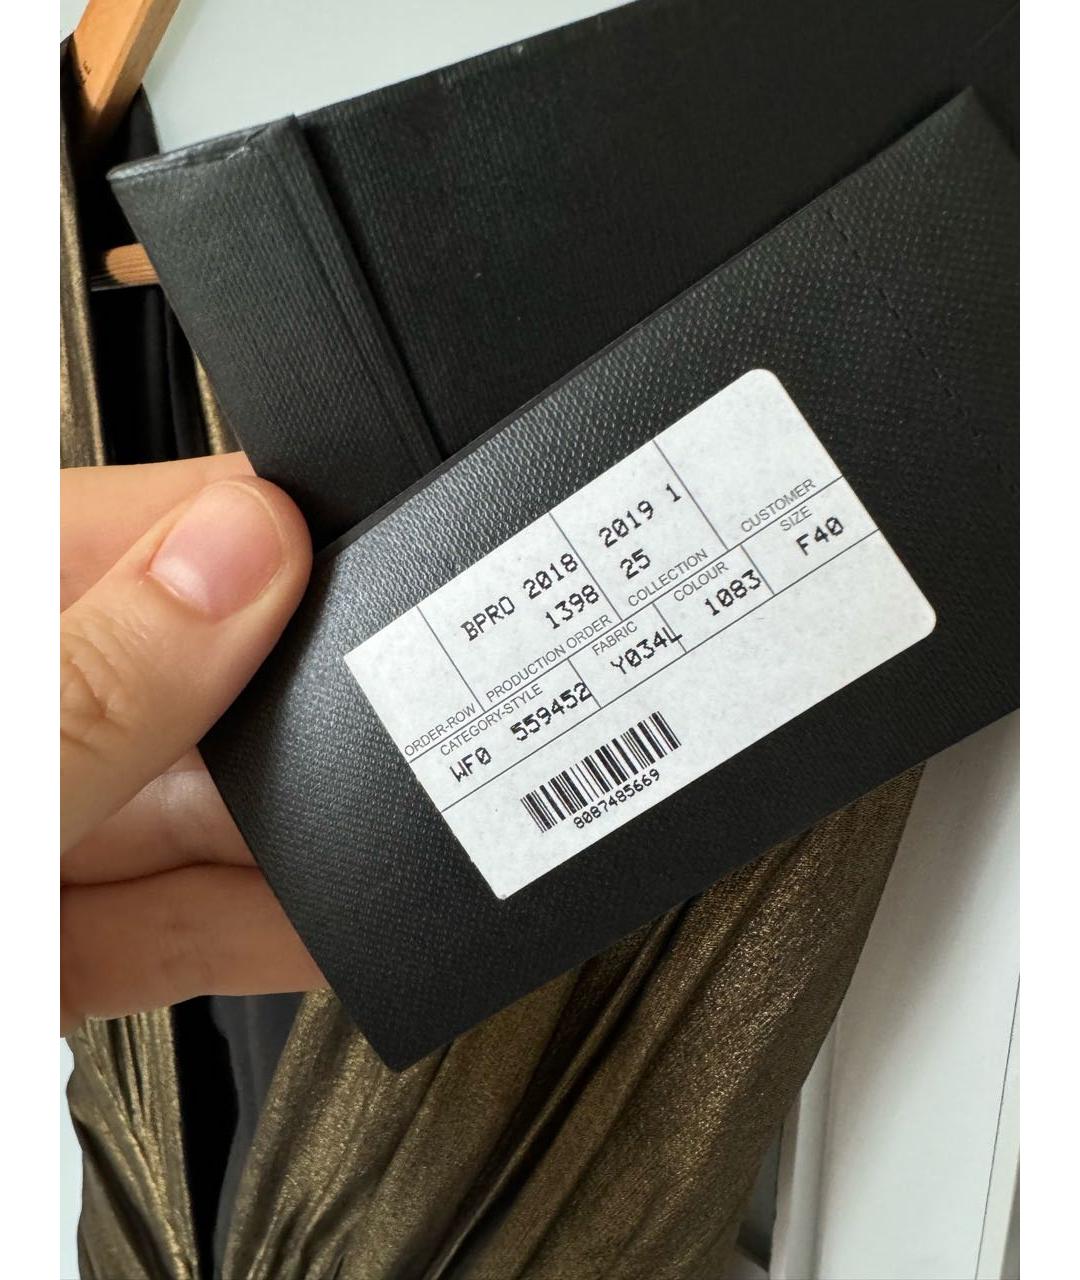 BPRO 2018 2019 1
1398 25
ORDER-ROW PRODUCTION ORDER COLLECTION CUSTOMER
CATEGORY-STYLE FABRIC COLOUR SIZE
WF0 559452 Y034L 1083 F40
8087485669